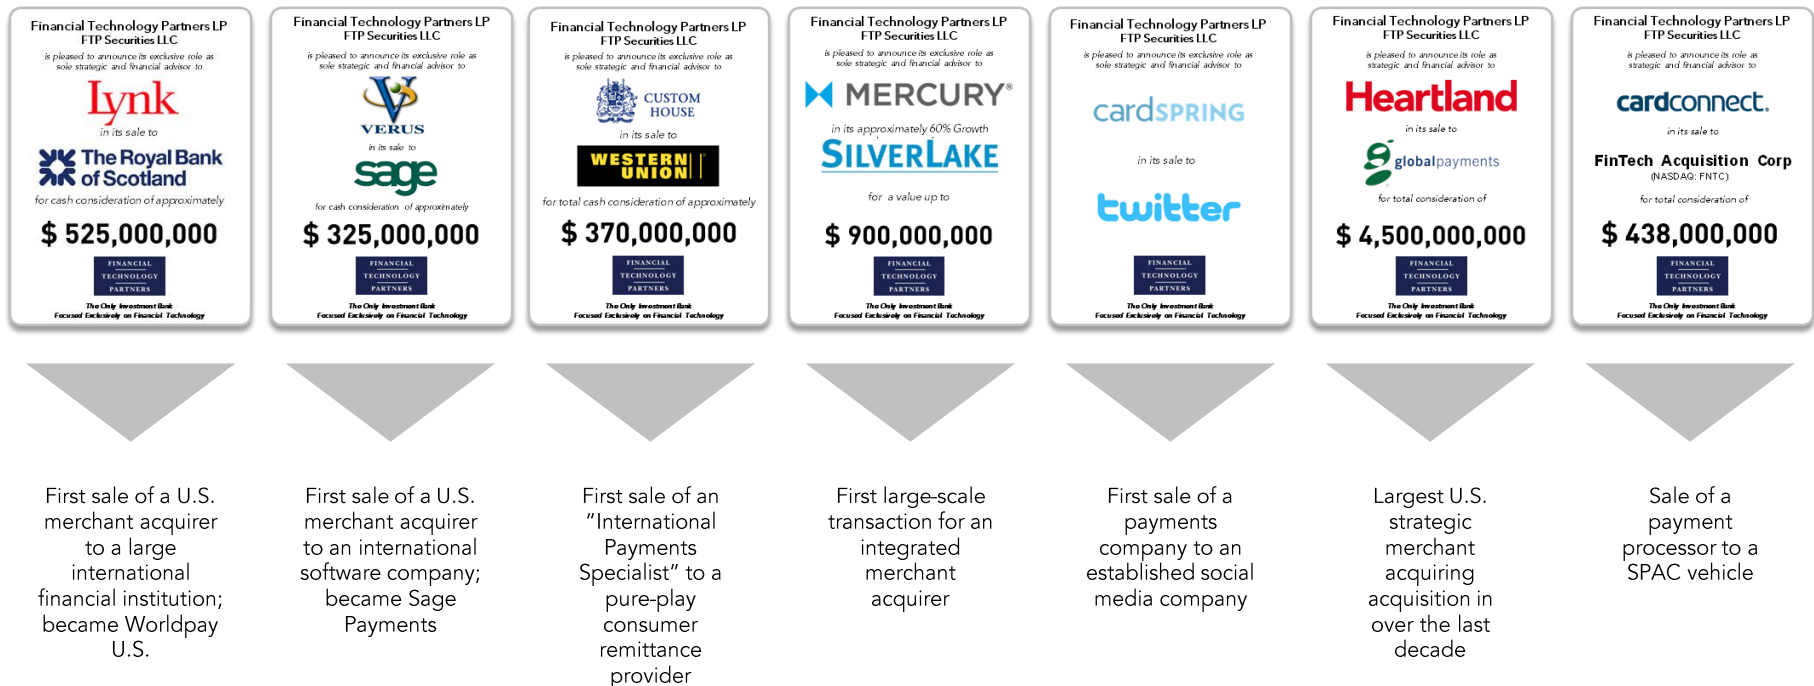 Financial Technology Partners LP
FTP Securities LLC
is pleased to announce its exclusive role as
sole strategic and financial advisor to
Lynk
in its sale to
The Royal Bank
of Scotland
for cash consideration of approximately
$ 525,000,000
FINANCIAL
TECHNOLOGY
PARTNERS
The Only Investment Bank
Focused Exclusively on Financial Technology
First sale of a U.S.
merchant acquirer
to a large
international
financial institution;
became Worldpay
U.S.
Financial Technology Partners LP
FTP Securities LLC
is pleased to announce its exclusive role as
sole strategic and financial advisor to
VERUS
in its sale to
sage
for cash consideration of approximately
$ 325,000,000
FINANCIAL
TECHNOLOGY
PARTNERS
The Only Investment Bank
Focused Exclusively on Financial Technology
First sale of a U.S.
merchant acquirer
to an international
software company;
became Sage
Payments
Financial Technology Partners LP
FTP Securities LLC
is pleased to announce its exclusive role as
sole strategic and financial advisor to
CUSTOM
HOUSE
in its sale to
WESTERN
UNION
for total cash consideration of approximately
$ 370,000,000
FINANCIAL
TECHNOLOGY
PARTNERS
The Only Investment Bank
Focused Exclusively on Financial Technology
First sale of an
“International
Payments
Specialist” to a
pure-play
consumer
remittance
provider
Financial Technology Partners LP
FTP Securities LLC
is pleased to announce its exclusive role as
sole strategic and financial advisor to
MERCURY®
in its approximately 60% Growth
SILVERLAKE
for a value up to
$ 900,000,000
FINANCIAL
TECHNOLOGY
PARTNERS
The Only Investment Bank
Focused Exclusively on Financial Technology
First large-scale
transaction for an
integrated
merchant
acquirer
Financial Technology Partners LP
FTP Securities LLC
is pleased to announce its exclusive role as
sole strategic and financial advisor to
cardSPRING
in its sale to
twitter
FINANCIAL
TECHNOLOGY
PARTNERS
The Only Investment Bank
Focused Exclusively on Financial Technology
First sale of a
payments
company to an
established social
media company
Financial Technology Partners LP
FTP Securities LLC
is pleased to announce its exclusive role as
strategic and financial advisor to
Heartland
in its sale to
globalpayments
for total consideration of
$ 4,500,000,000
FINANCIAL
TECHNOLOGY
PARTNERS
The Only Investment Bank
Focused Exclusively on Financial Technology
Largest U.S.
strategic
merchant
acquiring
acquisition in
over the last
decade
Financial Technology Partners LP
FTP Securities LLC
is pleased to announce its exclusive role as
strategic and financial advisor to
cardconnect.
in its sale to
FinTech Acquisition Corp
(NASDAQ: FNTC)
for total consideration of
$ 438,000,000
FINANCIAL
TECHNOLOGY
PARTNERS
The Only Investment Bank
Focused Exclusively on Financial Technology
Sale of a
payment
processor to a
SPAC vehicle